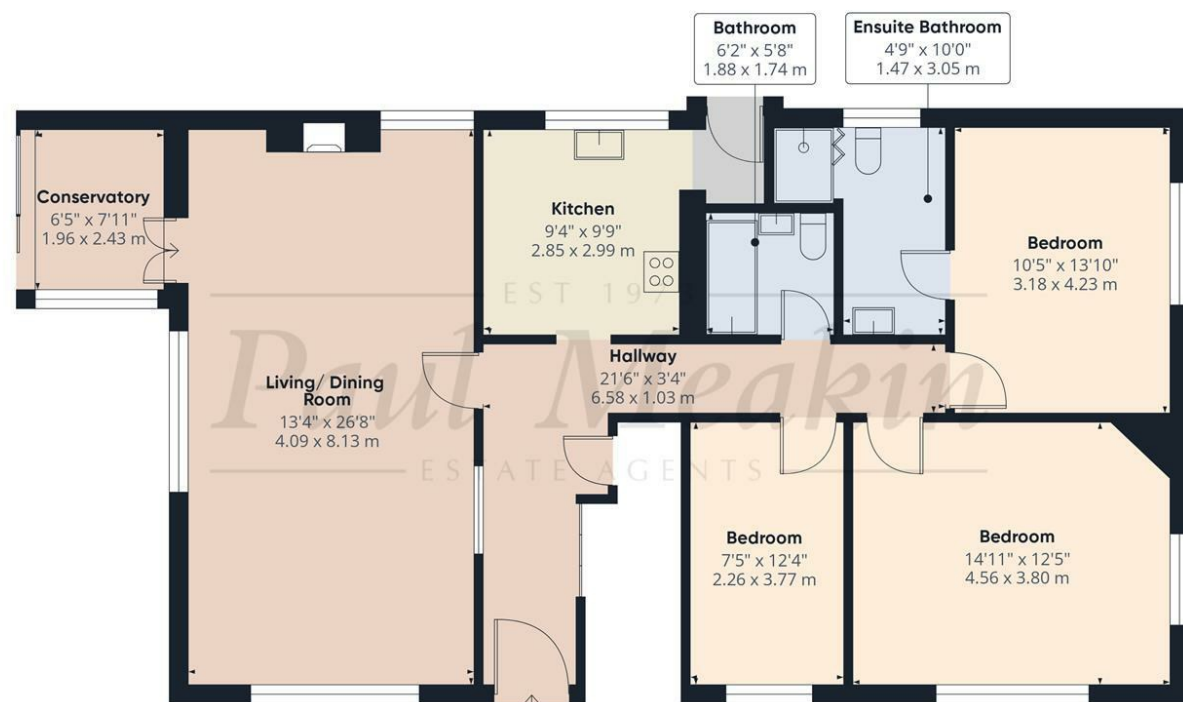 Bathroom
6'2" x 5'8"
1.88 x 1.74 m
Ensuite Bathroom
4'9" x 10'0"
1.47 x 3.05 m
Conservatory
6'5" x 7'11"
1.96 x 2.43 m
Kitchen
9'4" x 9'9"
2.85 x 2.99 m
Bedroom
10'5" x 13'10"
3.18 x 4.23 m
EST 1973
Paul Meakin
ESTATE AGENTS
Living/ Dining
Room
13'4" x 26'8"
4.09 x 8.13 m
Hallway
21'6" x 3'4"
6.58 x 1.03 m
Bedroom
7'5" x 12'4"
2.26 x 3.77 m
Bedroom
14'11" x 12'5"
4.56 x 3.80 m